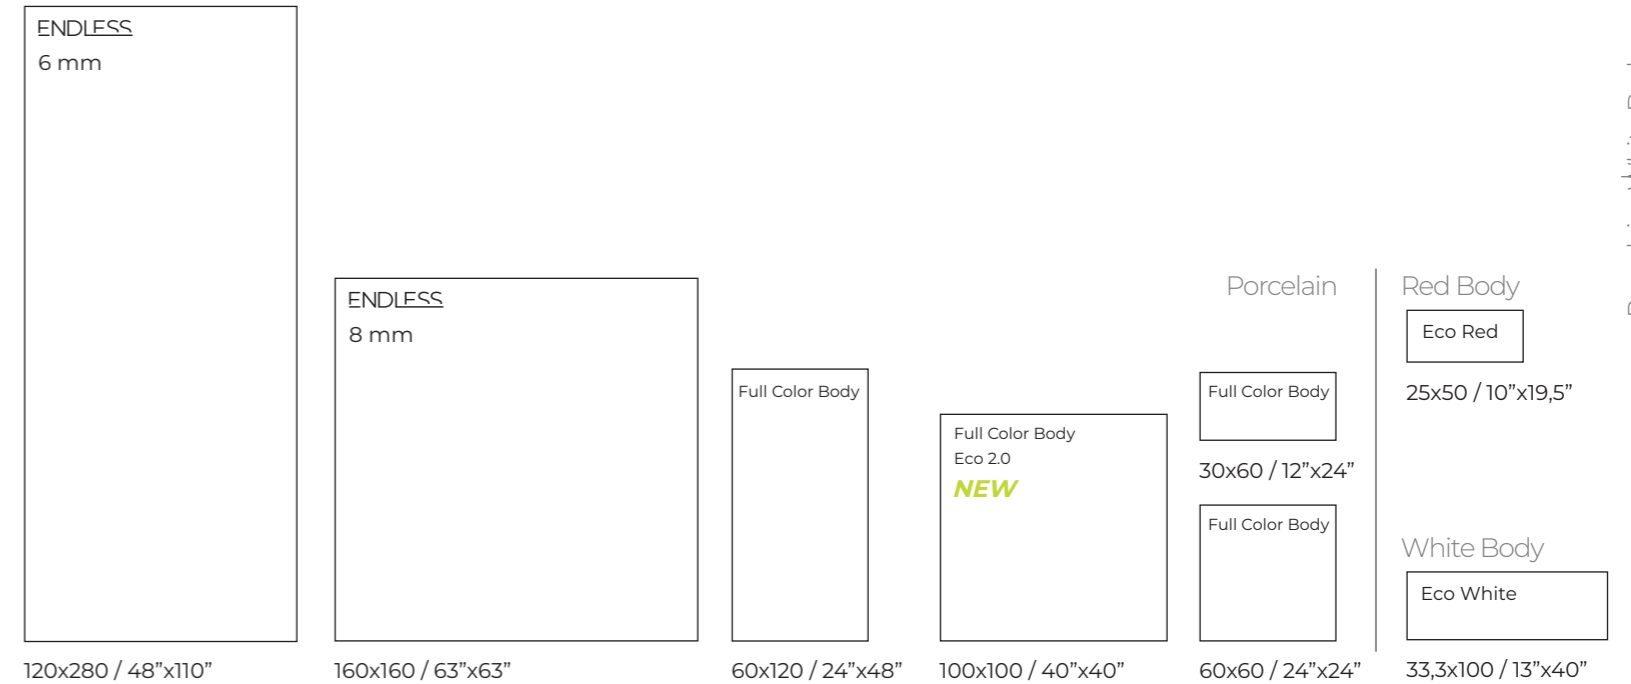 ENDLESS
6 mm
120x280 / 48”x110”
ENDLESS
8 mm
160x160 / 63”x63”
Full Color Body
60x120 / 24”x48”
Full Color Body
Eco 2.0
NEW
100x100 / 40”x40”
Porcelain
Full Color Body
30x60 / 12”x24”
Full Color Body
60x60 / 24”x24”
Red Body
Eco Red
25x50 / 10”x19,5”
White Body
Eco White
33,3x100 / 13”x40”